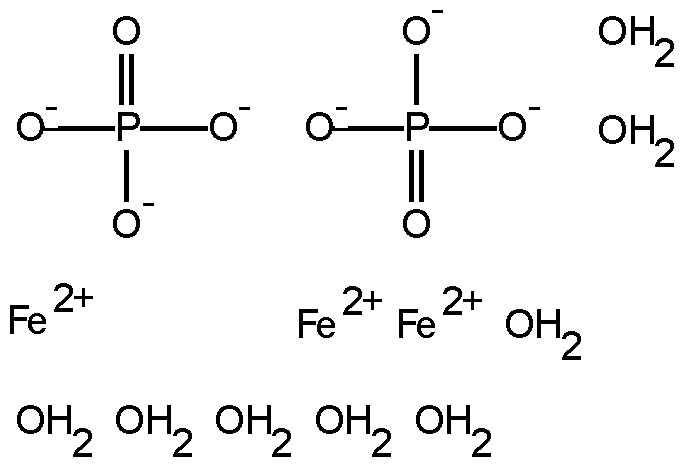 O O⁻ OH₂
O⁻ P O⁻ O⁻ P O⁻ OH₂
O⁻ O
Fe²⁺ Fe²⁺ Fe²⁺ OH₂
OH₂ OH₂ OH₂ OH₂ OH₂